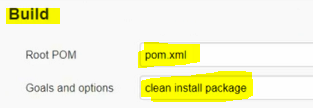 Build
Root POM pom.xml
Goals and options clean install package